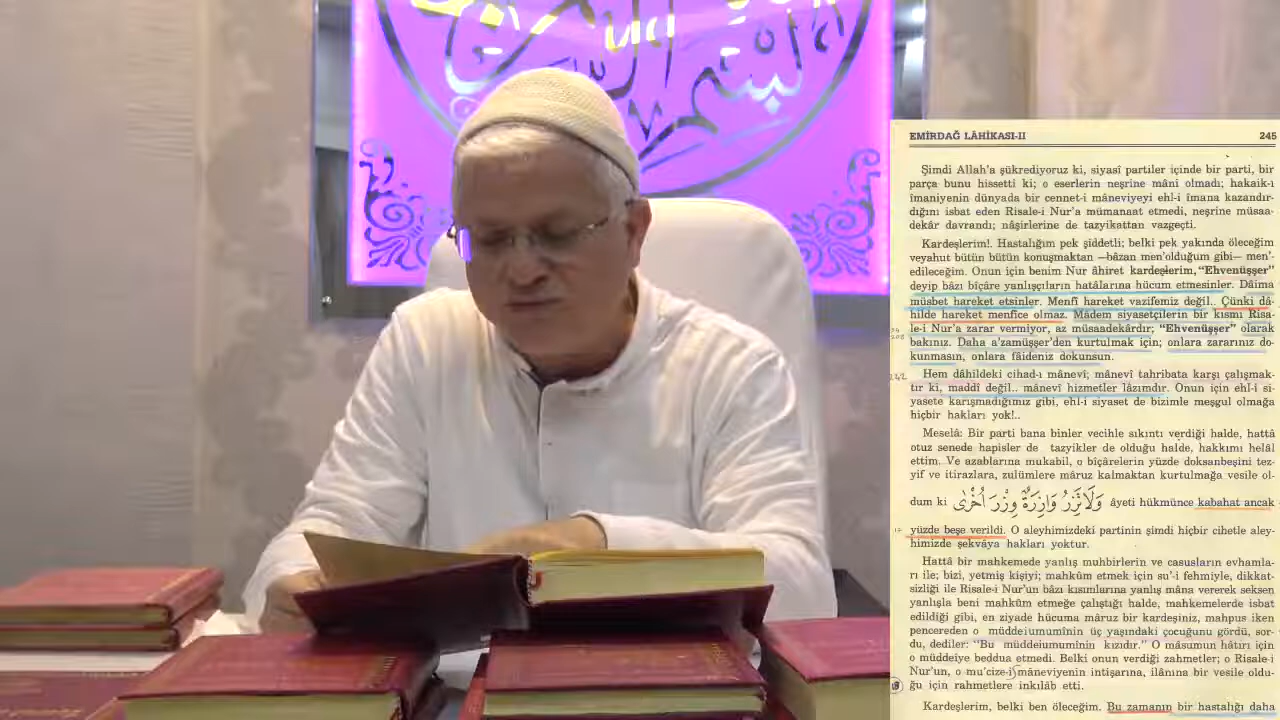 EMİRDAĞ LÂHİKASI-II 245
Şimdi Allah'a şükrediyoruz ki, siyasî partiler içinde bir parti, bir
parça bunu hissetti ki; o eserlerin neşrine mâni olmadı; hakaik-ı
îmaniyenin dünyada bir cennet-i mâneviyeyi ehl-i îmana kazandır-
dığını isbat eden Risale-i Nur'a mümanaat etmedi, neşrine müsaa-
dekâr davrandı; nâşirlerine de tazyikattan vazgeçti.
Kardeşlerim!. Hastalığım pek şiddetli; belki pek yakında öleceğim
veyahut bütün bütün konuşmaktan —bâzan men'olduğum gibi— men'-
edileceğim. Onun için benim Nur âhiret kardeşlerim, "Ehvenüşşer"
deyip bâzı bîçâre yanlışçıların hatâlarına hücum etmesinler. Dâima
müsbet hareket etsinler. Menfî hareket vazifemiz değil.. Çünki dâ-
hilde hareket menfîce olmaz. Mâdem siyasetçilerin bir kısmı Risa-
le-i Nur'a zarar vermiyor, az müsaadekârdır; "Ehvenüşşer" olarak
bakınız. Daha a'zamüşşer'den kurtulmak için; onlara zararınız do-
kunmasın, onlara fâideniz dokunsun.
Hem dâhildeki cihad-ı mânevî; mânevî tahribata karşı çalışmak-
tır ki, maddî değil.. mânevî hizmetler lâzımdır. Onun için ehl-i si-
yasete karışmadığımız gibi, ehl-i siyaset de bizimle meşgul olmağa
hiçbir hakları yok!..
Meselâ: Bir parti bana binler vecihle sıkıntı verdiği halde, hattâ
otuz senede hapisler de tazyikler de olduğu halde, hakkımı helâl
ettim. Ve azablarına mukabil, o bîçârelerin yüzde doksanbeşini tez-
yif ve itirazlara, zulümlere mâruz kalmaktan kurtulmağa vesile ol-
dum ki وَلَا تَزِرُ وَازِرَةٌ وِزْرَ اُخْرٰى âyeti hükmünce kabahat ancak
yüzde beşe verildi. O aleyhimizdeki partinin şimdi hiçbir cihetle aley-
himizde şekvâya hakları yoktur.
Hattâ bir mahkemede yanlış muhbirlerin ve casusların evhamla-
rı ile; bizi, yetmiş kişiyi; mahkûm etmek için su'-i fehmiyle, dikkat-
sizliği ile Risale-i Nur'un bâzı kısımlarına yanlış mâna vererek seksen
yanlışla beni mahkûm etmeğe çalıştığı halde, mahkemelerde isbat
edildiği gibi, en ziyade hücuma mâruz bir kardeşiniz, mahpus iken
pencereden o müddeiumumînin üç yaşındaki çocuğunu gördü, sor-
du, dediler: "Bu müddeiumumînin kızıdır." O mâsumun hâtırı için
o müddeiye beddua etmedi. Belki onun verdiği zahmetler; o Risale-i
Nur'un, o mu'cize-i mâneviyenin intişarına, ilânına bir vesile oldu-
ğu için rahmetlere inkılâb etti.
Kardeşlerim, belki ben öleceğim. Bu zamanın bir hastalığı daha